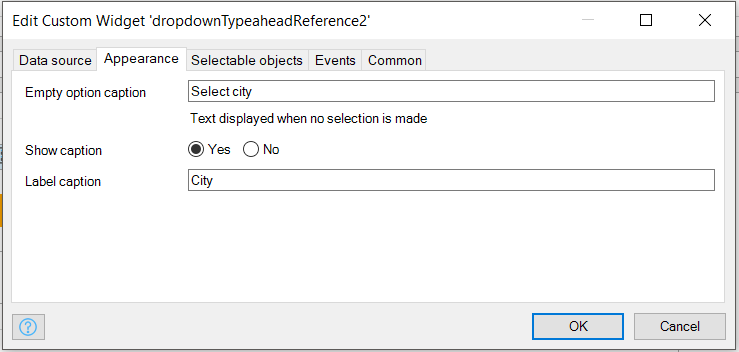 Edit Custom Widget 'dropdownTypeaheadReference2'
Data source Appearance Selectable objects Events Common
Empty option caption Select city
Text displayed when no selection is made
Show caption Yes No
Label caption City
? OK Cancel